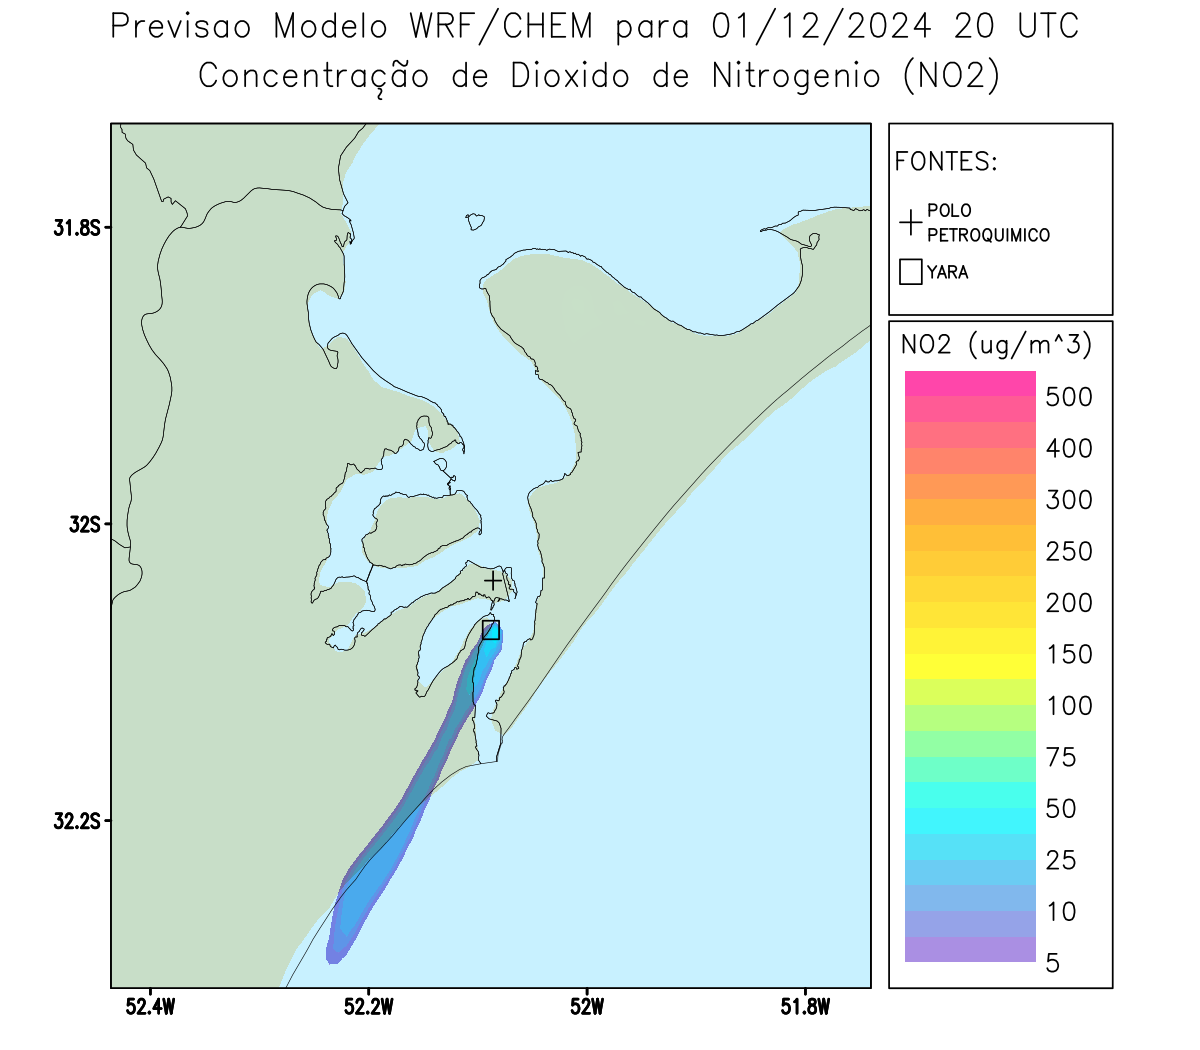 Previsao Modelo WRF/CHEM para 01/12/2024 20 UTC
Concentração de Dioxido de Nitrogenio (NO2)
FONTES:
POLO
PETROQUIMICO
YARA
NO2 (ug/m^3)
500
400
300
250
200
150
100
75
50
25
10
5
31.8S
32S
32.2S
52.4W
52.2W
52W
51.8W